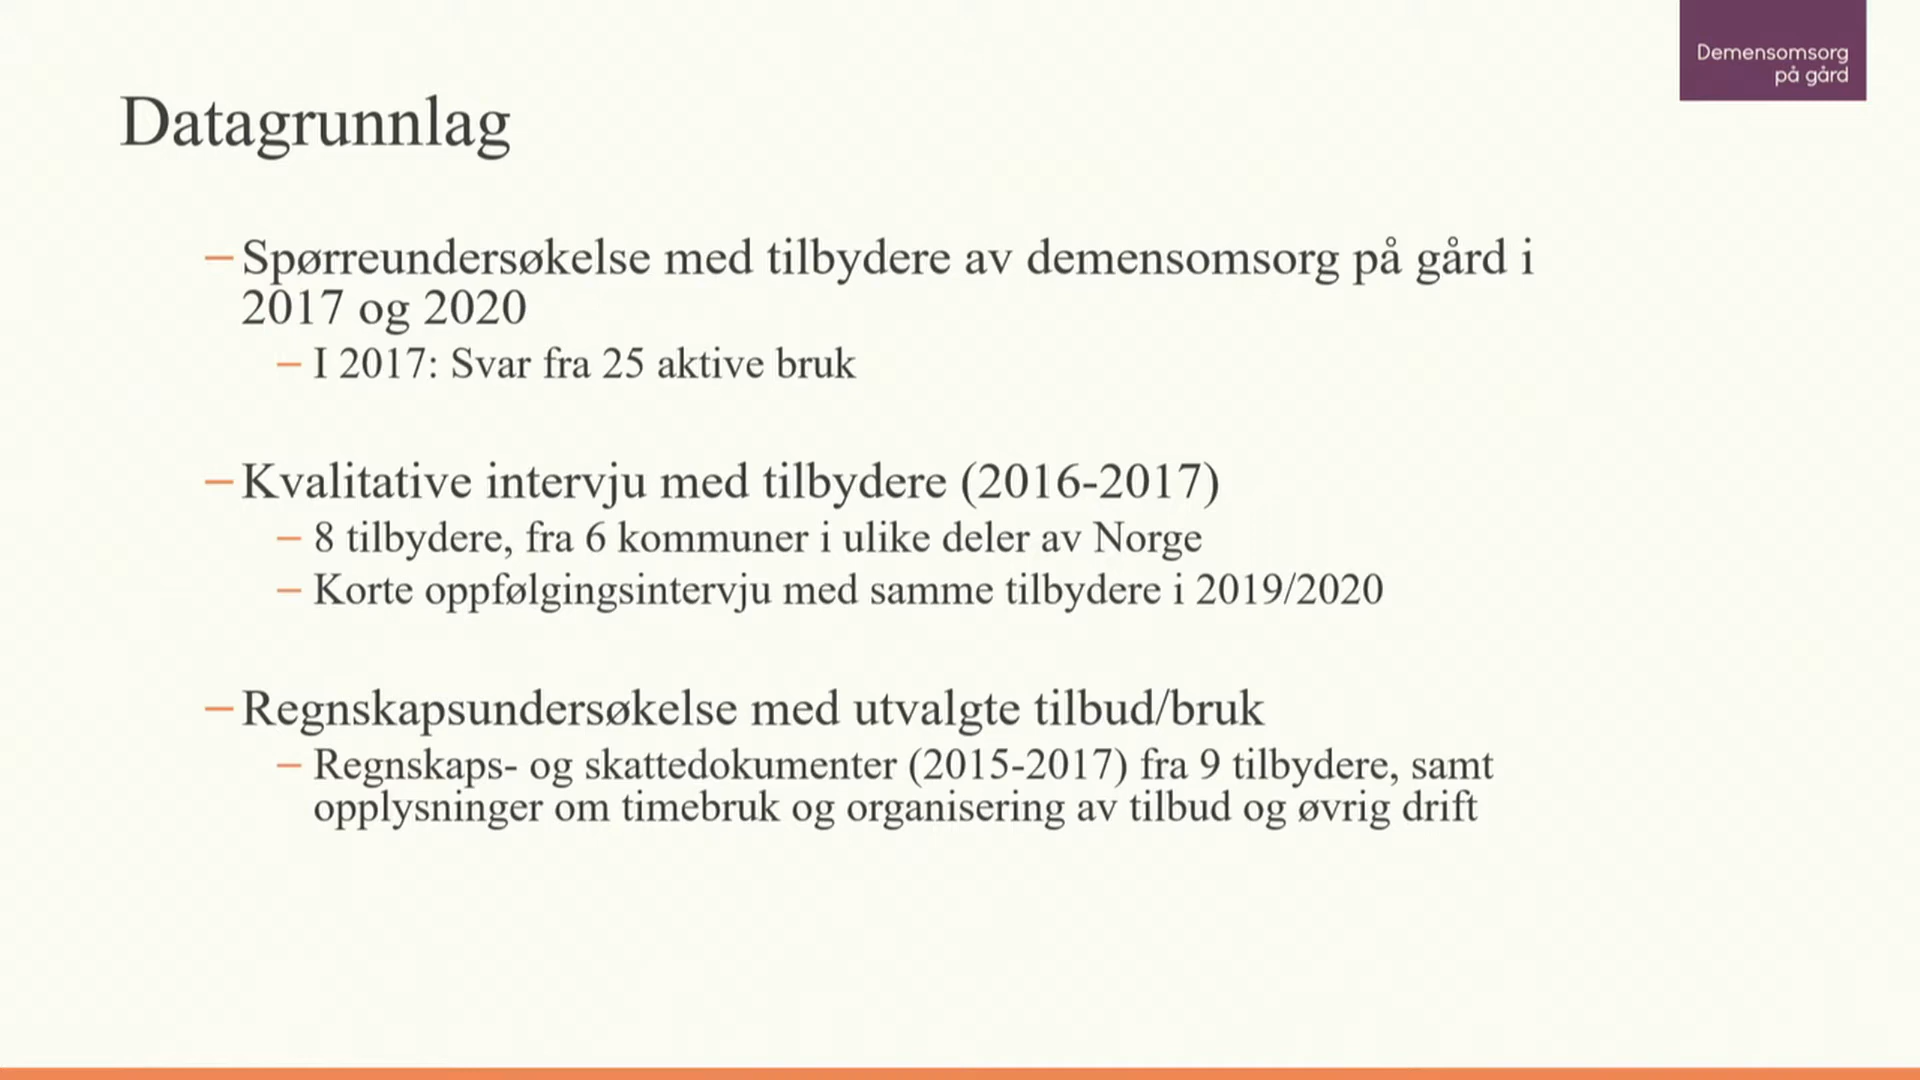 Demensomsorg
på gård
Datagrunnlag
– Spørreundersøkelse med tilbydere av demensomsorg på gård i
2017 og 2020
– I 2017: Svar fra 25 aktive bruk
– Kvalitative intervju med tilbydere (2016-2017)
– 8 tilbydere, fra 6 kommuner i ulike deler av Norge
– Korte oppfølgingsintervju med samme tilbydere i 2019/2020
– Regnskapsundersøkelse med utvalgte tilbud/bruk
– Regnskaps- og skattedokumenter (2015-2017) fra 9 tilbydere, samt
opplysninger om timebruk og organisering av tilbud og øvrig drift